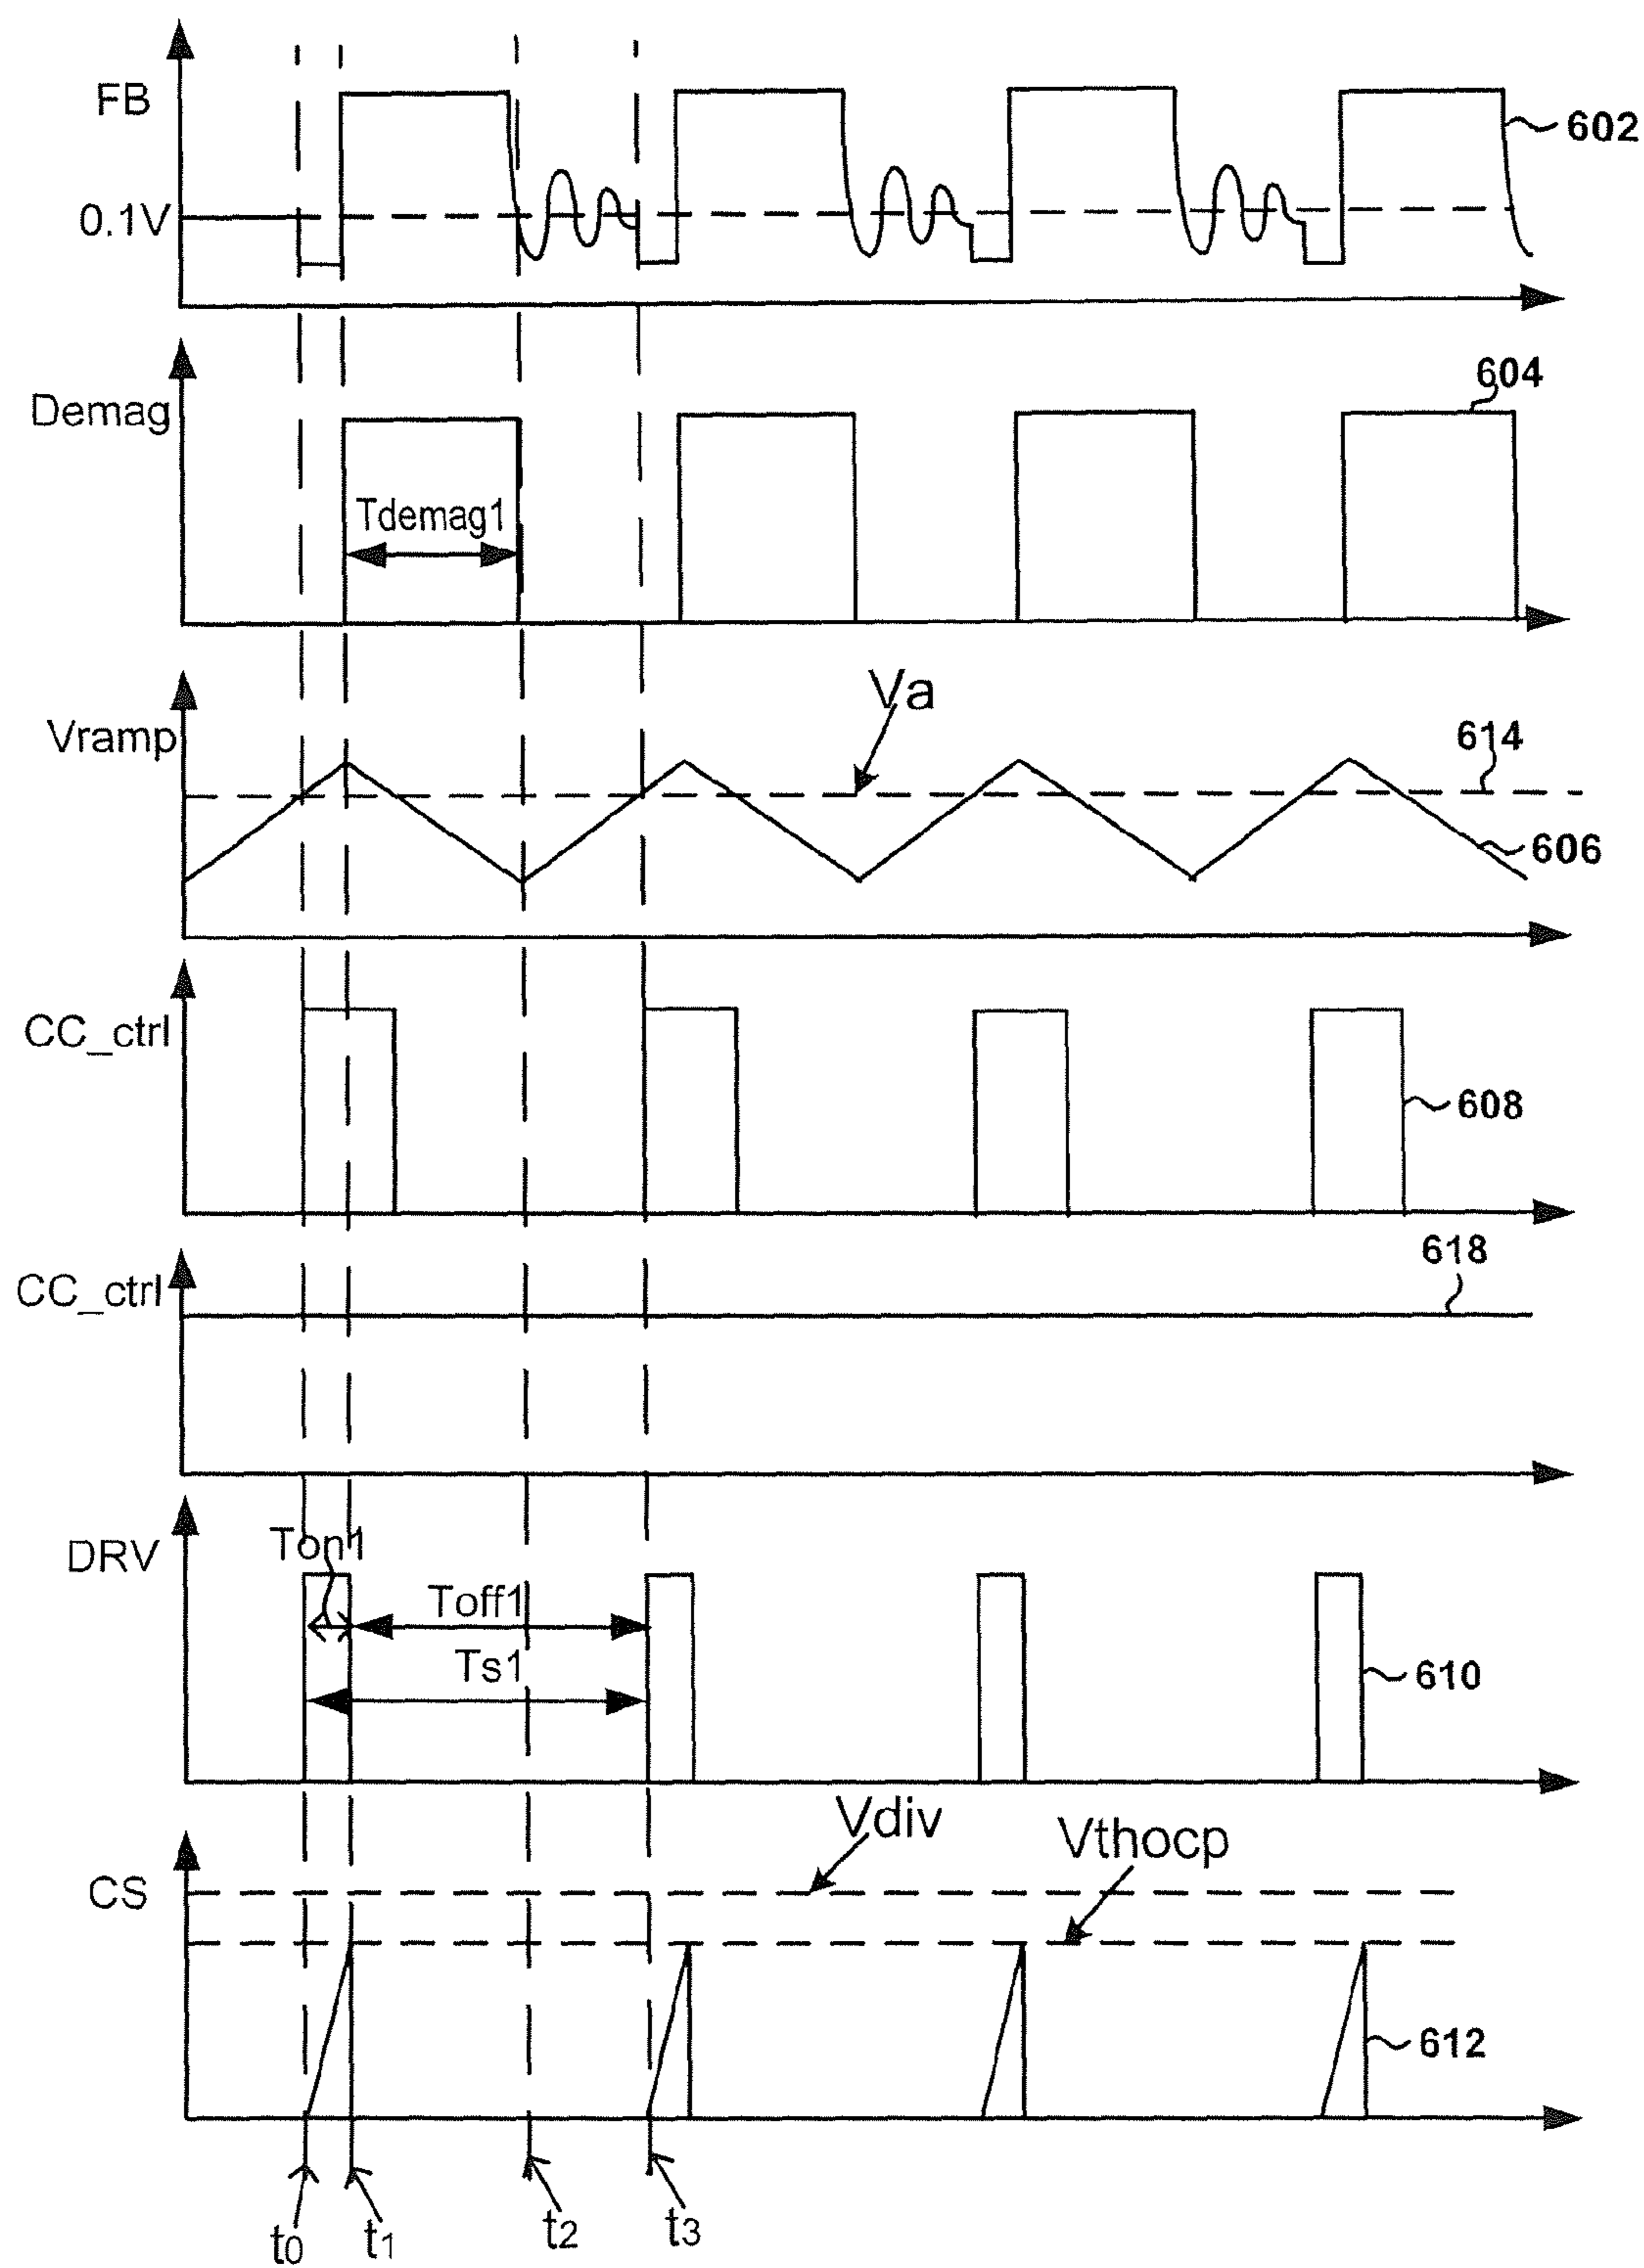 FB
602
0.1V
604
Demag
Tdemag1
Va
Vramp
614
606
CC_ctrl
608
618
CC_ctrl
Ton1
DRV
Toff1
Ts1
610
Vdiv
Vthocp
CS
612
t0
t1
t2
t3